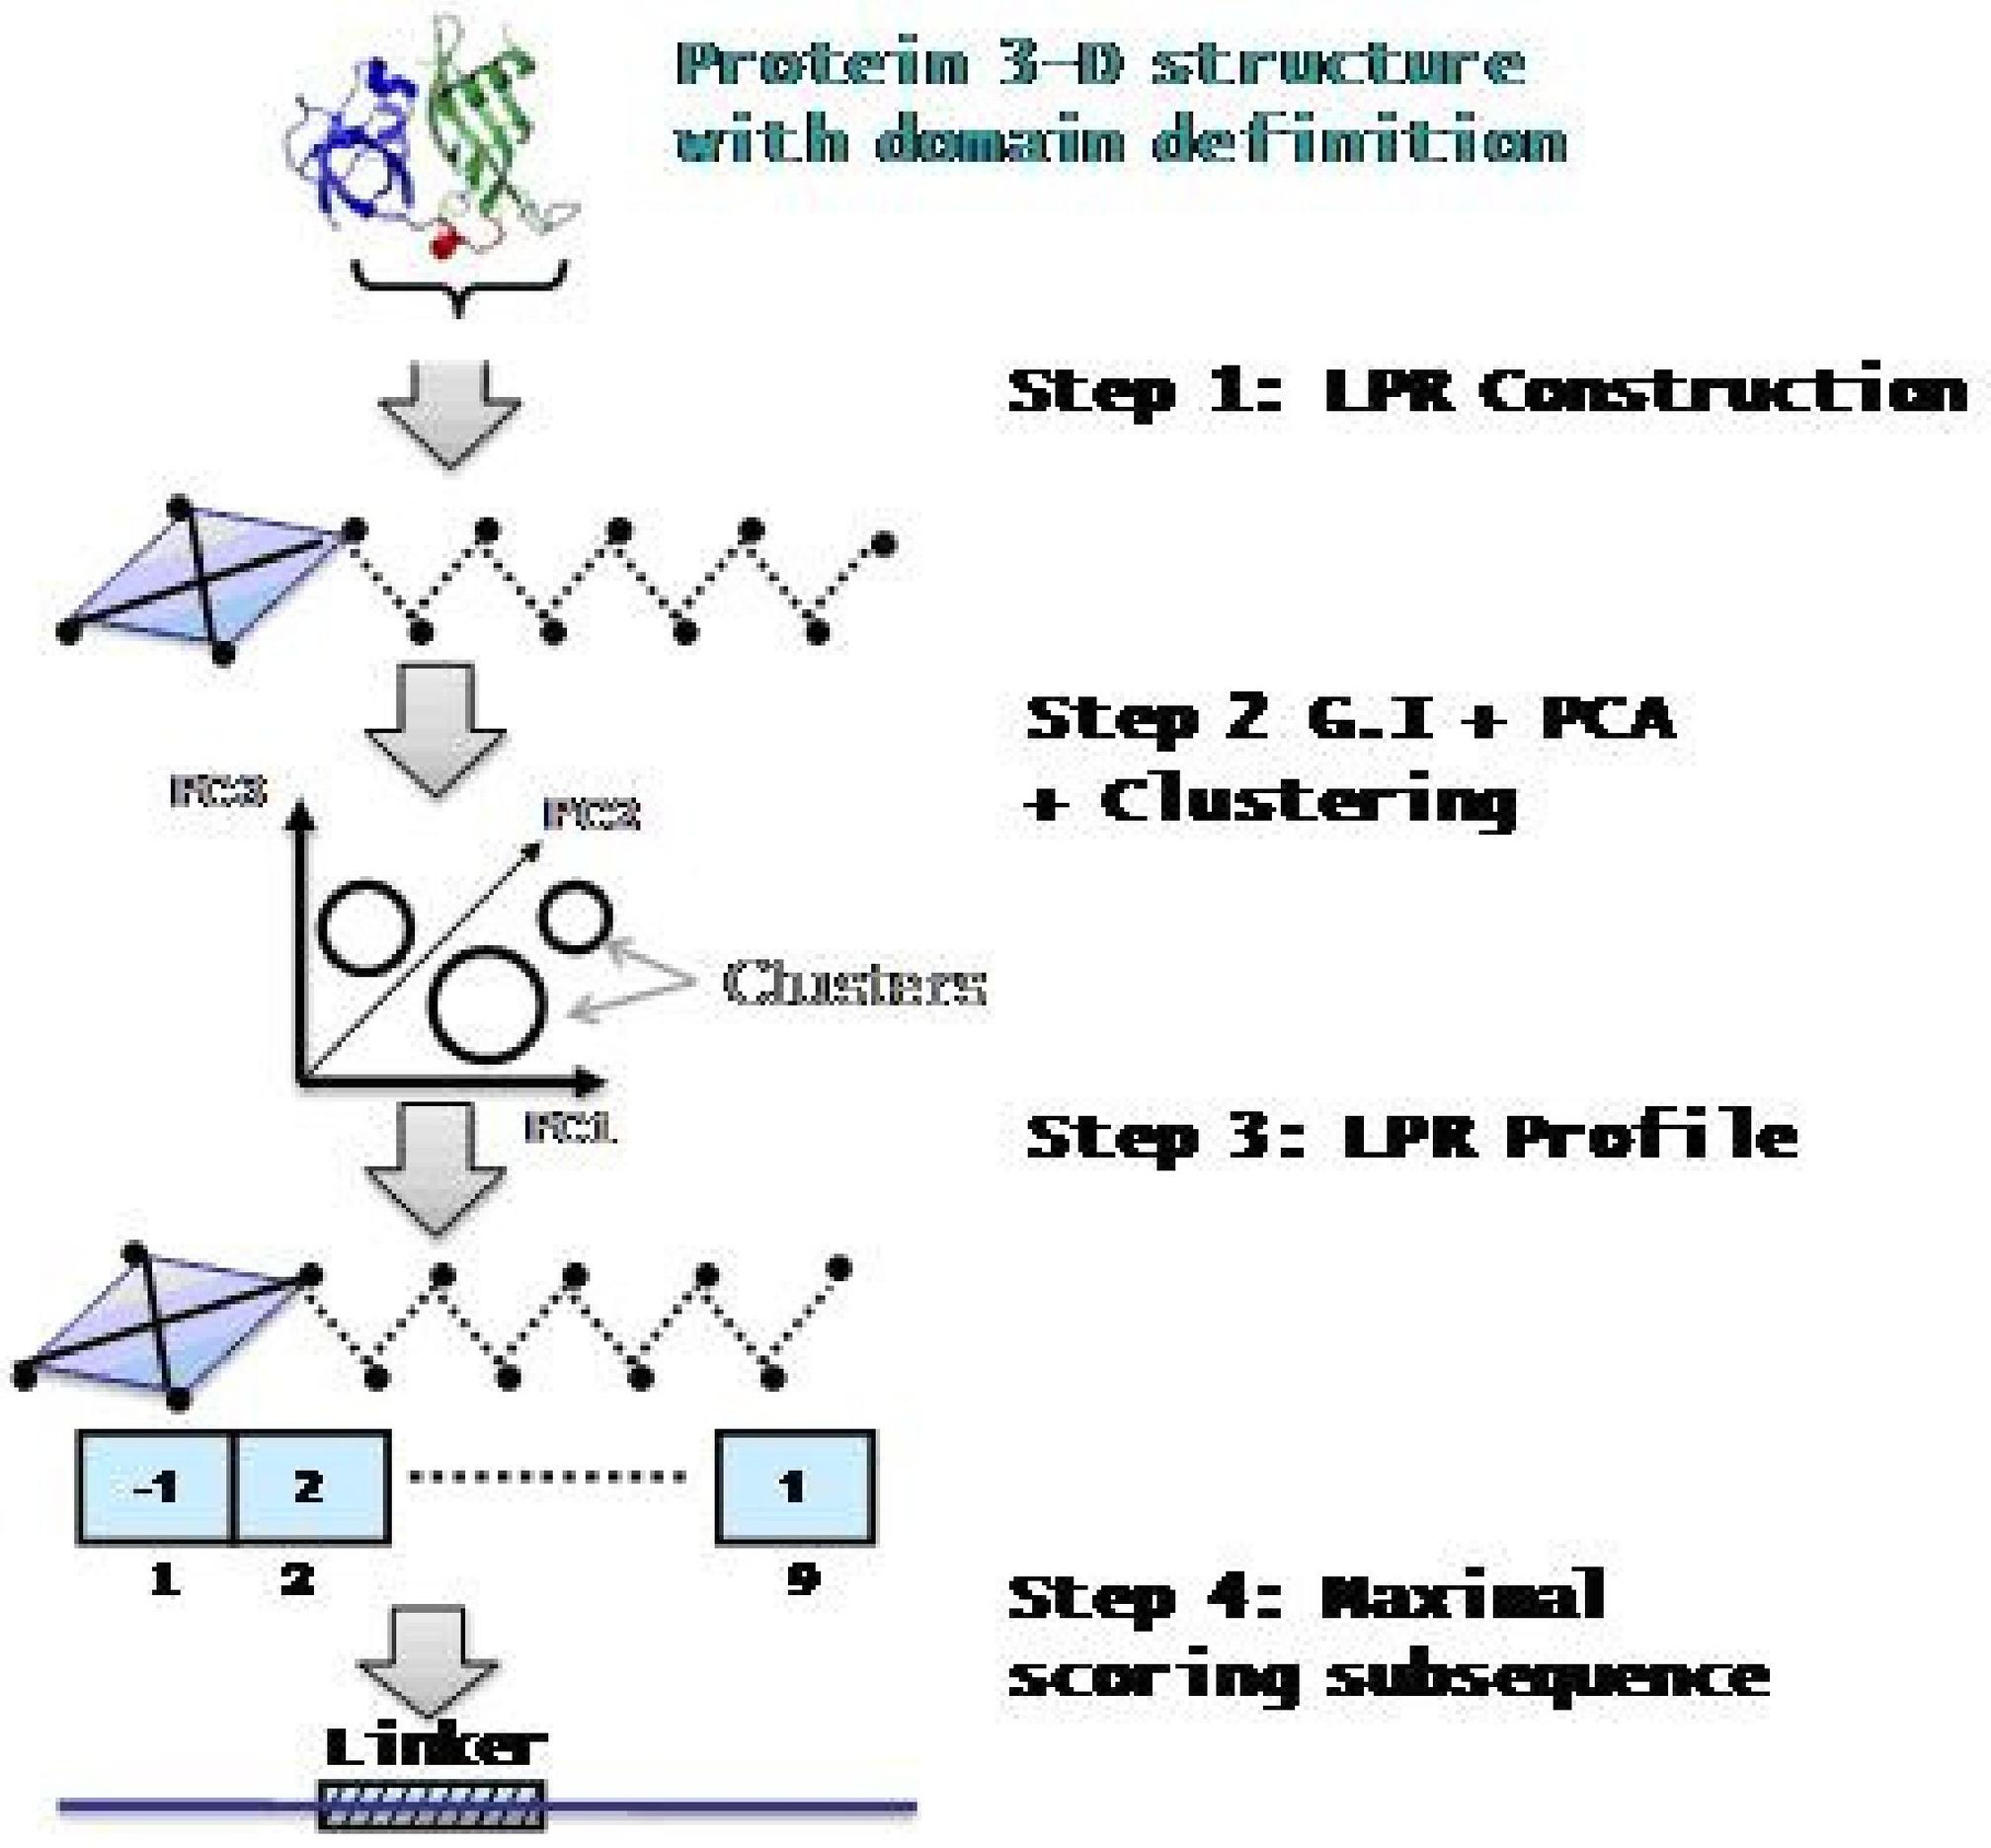 Protein 3-D structure
with domain definition
Step 1: LPR Construction
Step 2 G.I + PCA
+ Clustering
PC3
PC2
Clusters
PC1
Step 3: LPR Profile
-1 2 1
1 2 9
Step 4: Maximal
scoring subsequence
Linker